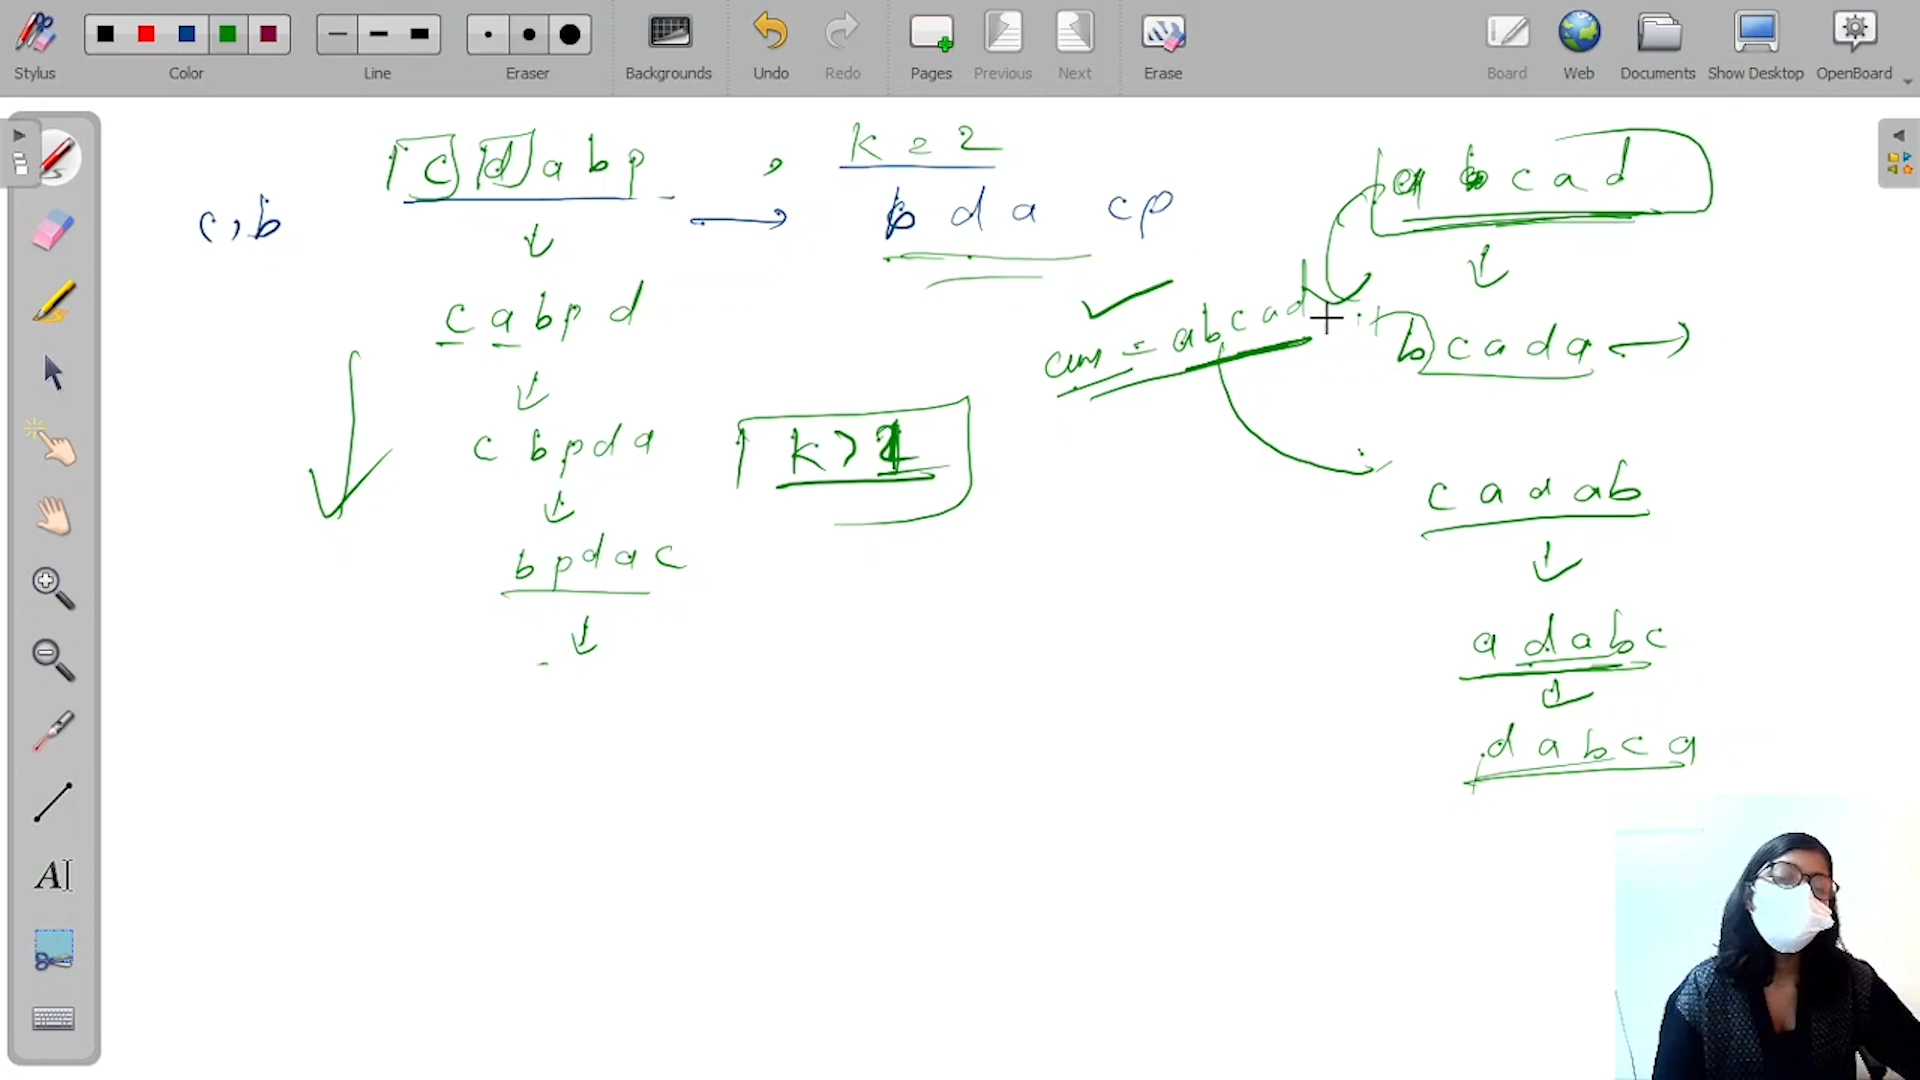 Stylus
Color
Line
Eraser
Backgrounds
Undo
Redo
Pages
Previous
Next
Erase
Board
Web
Documents
Show Desktop
OpenBoard
c d a b p , k = 2
c, b
b d a c p
c a b p d
c b p d a
b p d a c
k > 1
a b c a d
ans = a b c a d
b c a d a
c a d a b
a d a b c
d a b c a
AI